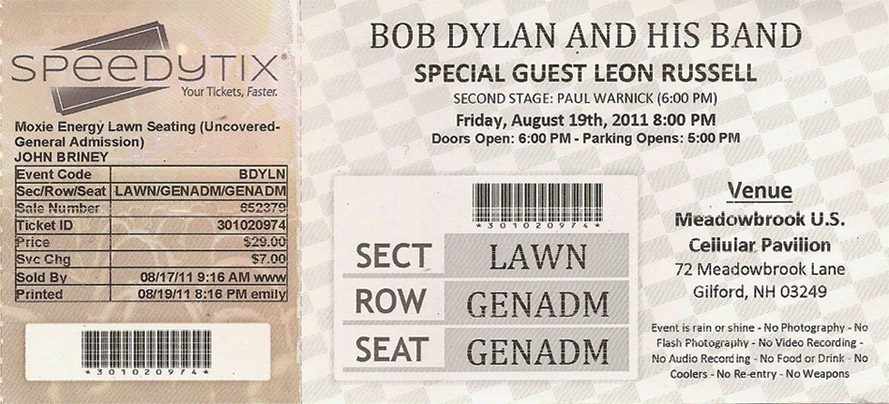 SPEEDYTIX®
Your Tickets, Faster.
Moxie Energy Lawn Seating (Uncovered-
General Admission)
JOHN BRINEY
Event Code BDYLN
Sec/Row/Seat LAWN/GENADM/GENADM
Sale Number 652379
Ticket ID 301020974
Price $29.00
Svc Chg $7.00
Sold By 08/17/11 9:16 AM www
Printed 08/19/11 8:16 PM emily
*301020974*
BOB DYLAN AND HIS BAND
SPECIAL GUEST LEON RUSSELL
SECOND STAGE: PAUL WARNICK (6:00 PM)
Friday, August 19th, 2011 8:00 PM
Doors Open: 6:00 PM - Parking Opens: 5:00 PM
*301020974*
SECT LAWN
ROW GENADM
SEAT GENADM
Venue
Meadowbrook U.S.
Cellular Pavilion
72 Meadowbrook Lane
Gilford, NH 03249
Event is rain or shine - No Photography - No
Flash Photography - No Video Recording -
No Audio Recording - No Food or Drink - No
Coolers - No Re-entry - No Weapons